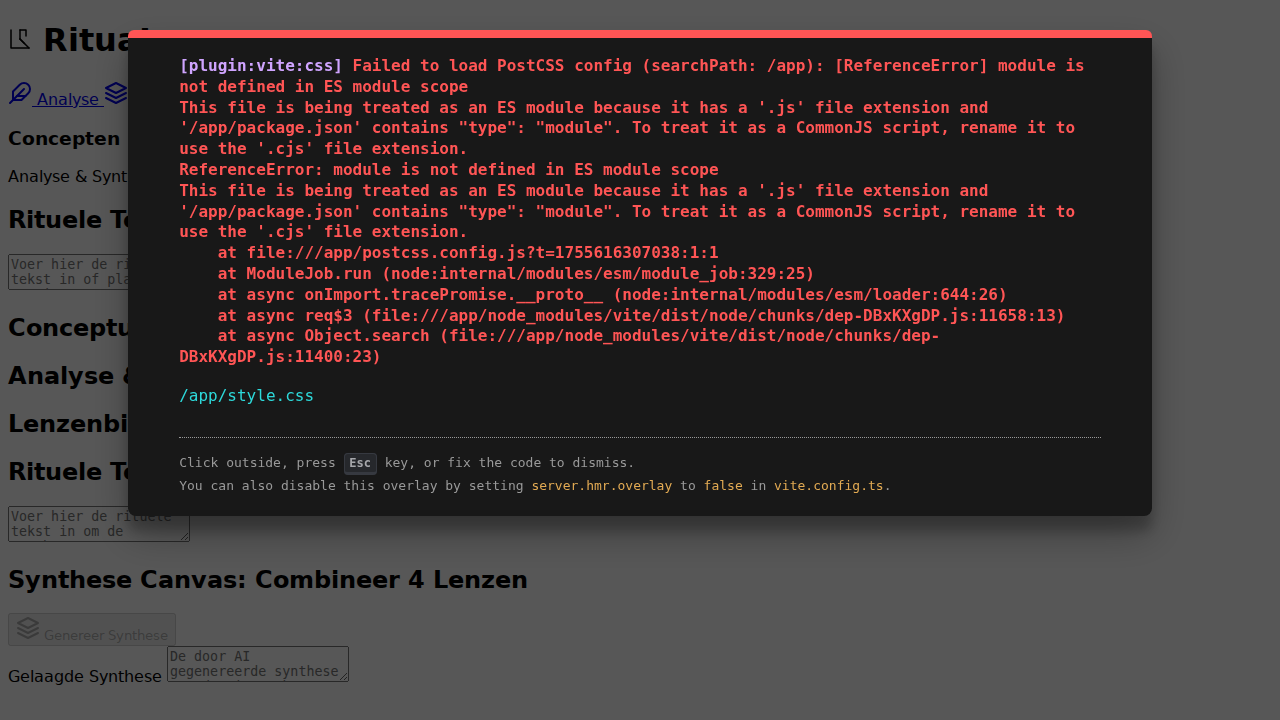 Ritual
[plugin:vite:css] Failed to load PostCSS config (searchPath: /app): [ReferenceError] module is
not defined in ES module scope
This file is being treated as an ES module because it has a '.js' file extension and
'/app/package.json' contains "type": "module". To treat it as a CommonJS script, rename it to
use the '.cjs' file extension.
ReferenceError: module is not defined in ES module scope
This file is being treated as an ES module because it has a '.js' file extension and
'/app/package.json' contains "type": "module". To treat it as a CommonJS script, rename it to
use the '.cjs' file extension.
at file:///app/postcss.config.js?t=1755616307038:1:1
at ModuleJob.run (node:internal/modules/esm/module_job:329:25)
at async onImport.tracePromise.__proto__ (node:internal/modules/esm/loader:644:26)
at async req$3 (file:///app/node_modules/vite/dist/node/chunks/dep-DBxKXgDP.js:11658:13)
at async Object.search (file:///app/node_modules/vite/dist/node/chunks/dep-
DBxKXgDP.js:11400:23)
/app/style.css
Click outside, press Esc key, or fix the code to dismiss.
You can also disable this overlay by setting server.hmr.overlay to false in vite.config.ts.
Analyse
Concepten
Analyse & Synt
Rituele
Voer hier de
tekst in of
Conceptu
Analyse
Rituele
Voer hier de rituele
tekst in om de
Synthese Canvas: Combineer 4 Lenzen
Genereer Synthese
Gelaagde Synthese
De door AI
gegenereerde synthese